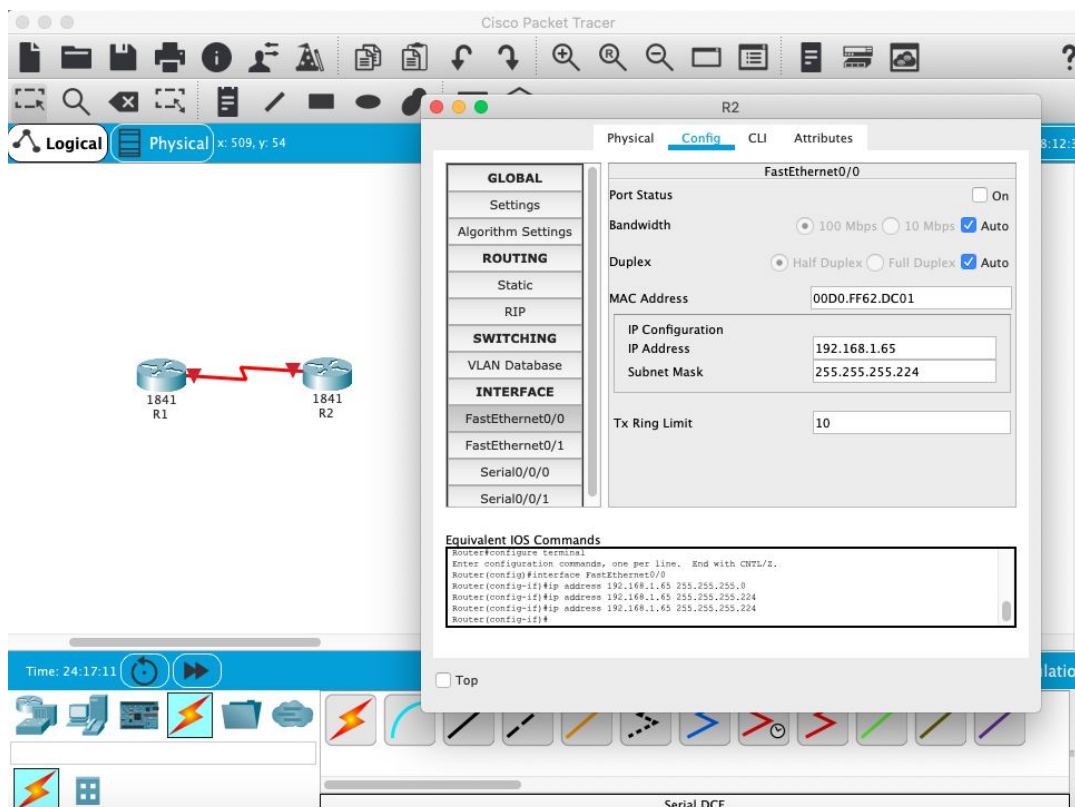 Cisco Packet Tracer
?
Logical
Physical
x: 509, y: 54
R2
Physical Config CLI Attributes
GLOBAL
Settings
Algorithm Settings
ROUTING
Static
RIP
SWITCHING
VLAN Database
INTERFACE
FastEthernet0/0
FastEthernet0/1
Serial0/0/0
Serial0/0/1
FastEthernet0/0
Port Status On
Bandwidth 100 Mbps 10 Mbps Auto
Duplex Half Duplex Full Duplex Auto
MAC Address 00D0.FF62.DC01
IP Configuration
IP Address 192.168.1.65
Subnet Mask 255.255.255.224
Tx Ring Limit 10
Equivalent IOS Commands
Router#configure terminal
Enter configuration commands, one per line. End with CNTL/Z.
Router(config)#interface FastEthernet0/0
Router(config-if)#ip address 192.168.1.65 255.255.255.0
Router(config-if)#ip address 192.168.1.65 255.255.255.224
Router(config-if)#ip address 192.168.1.65 255.255.255.224
Router(config-if)#
Top
1841
R1
1841
R2
Time: 24:17:11
Serial DCE